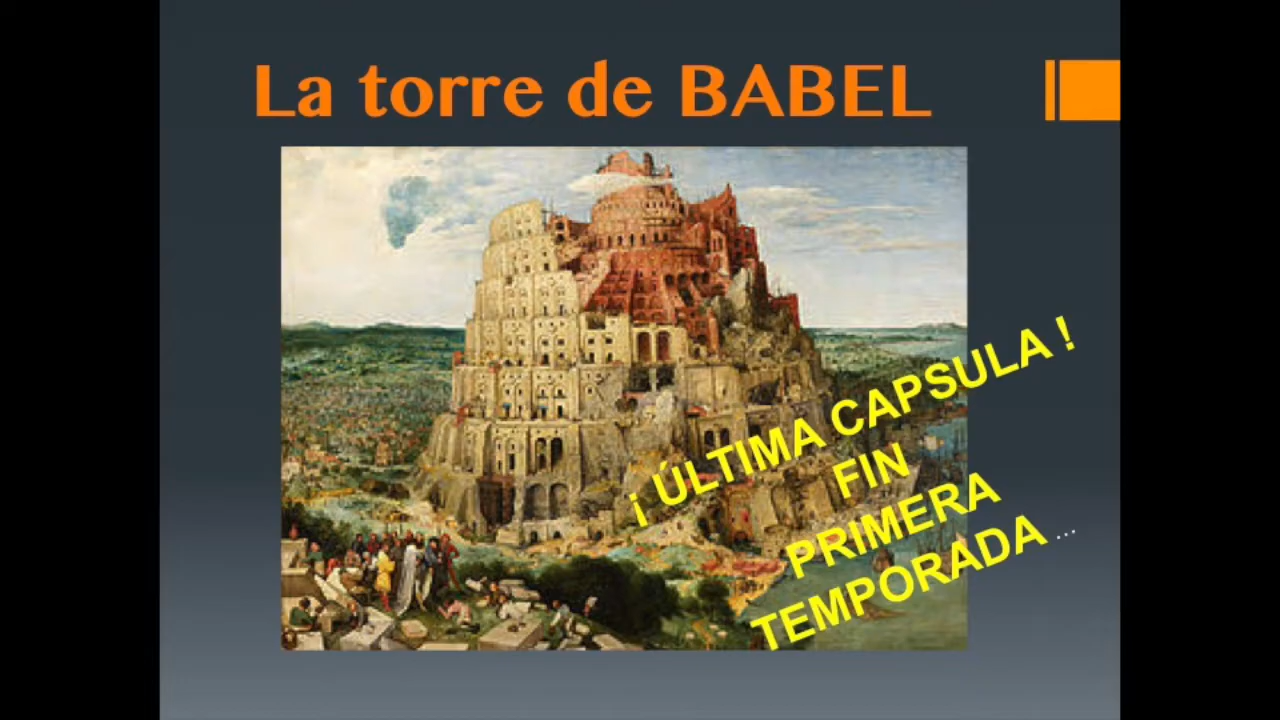 La torre de BABEL
¡ ÚLTIMA CAPSULA !
FIN
PRIMERA
TEMPORADA ...